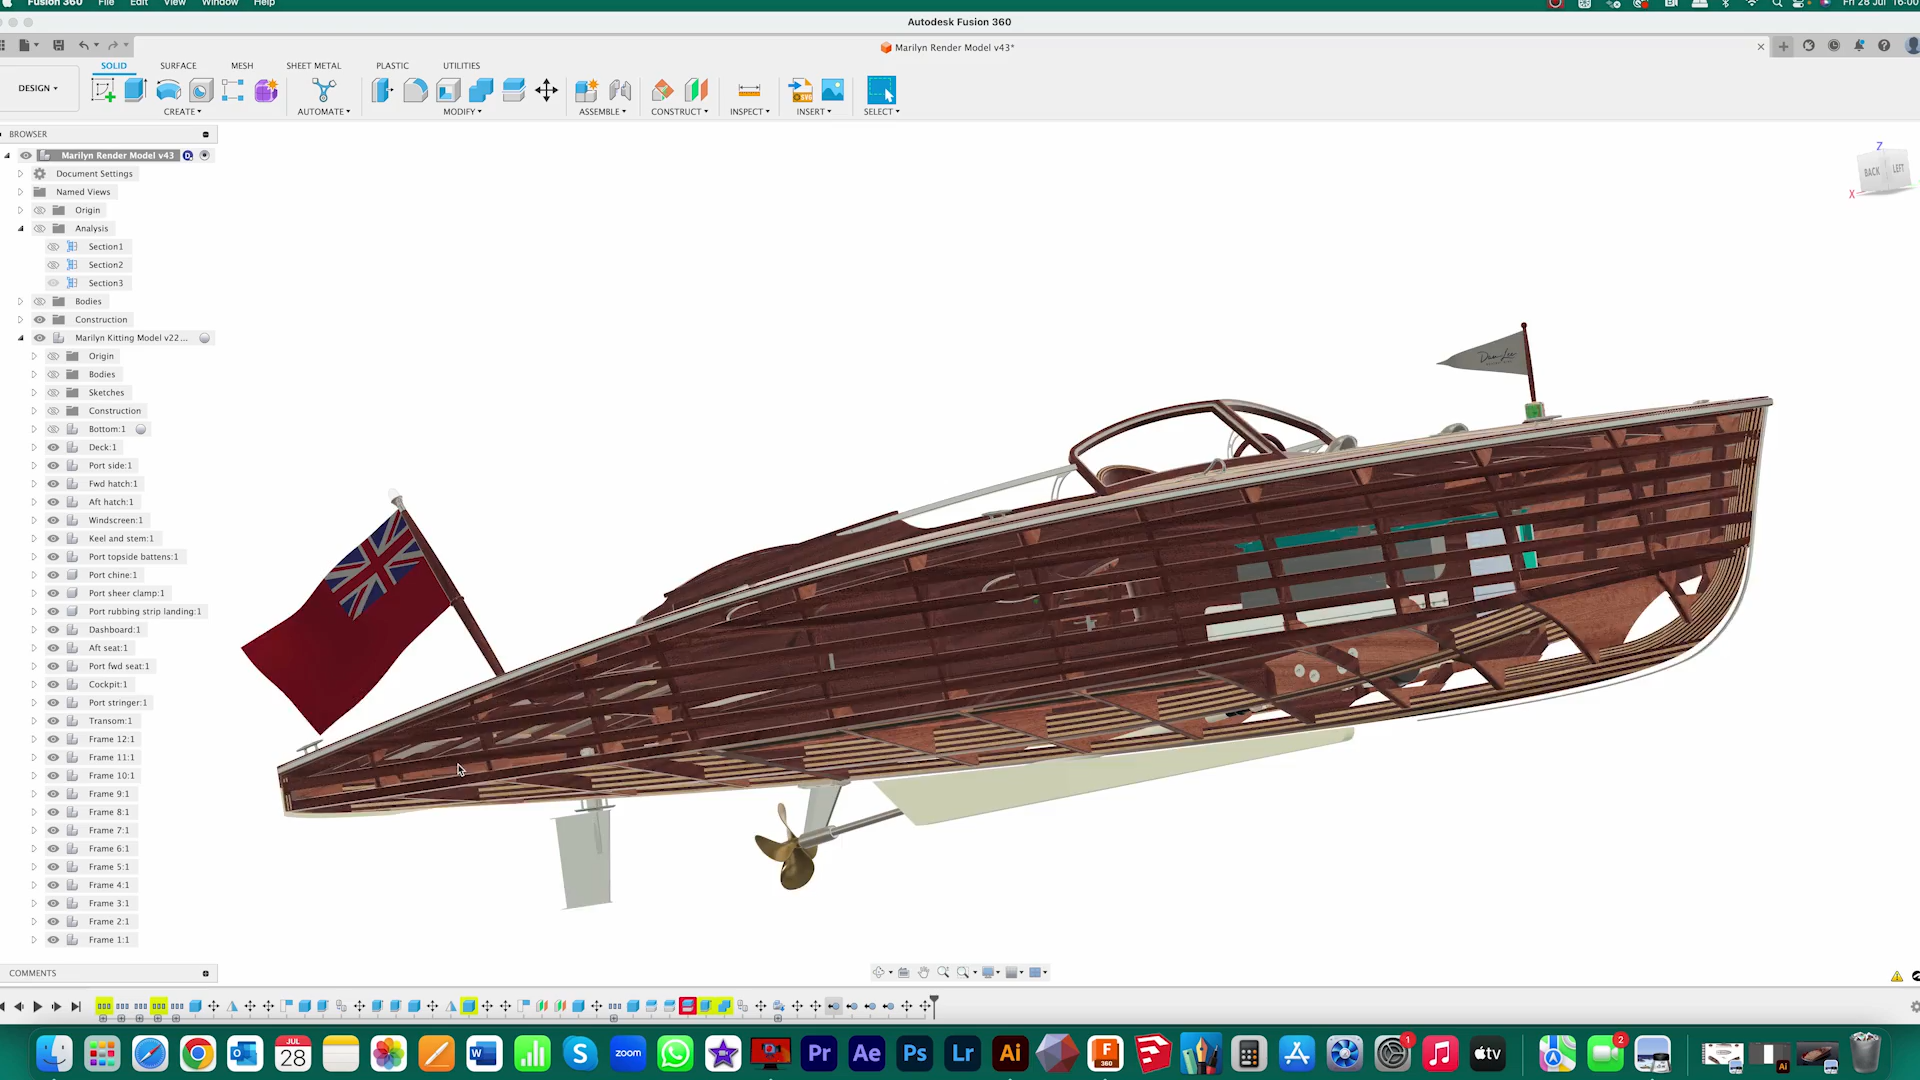 Fusion 360 File Edit View Window Help Fri 28 Jul 16:00
Autodesk Fusion 360
Marilyn Render Model v43*
SOLID SURFACE MESH SHEET METAL PLASTIC UTILITIES
DESIGN
CREATE AUTOMATE MODIFY ASSEMBLE CONSTRUCT INSPECT INSERT SELECT
BROWSER
Marilyn Render Model v43
Document Settings
Named Views
Origin
Analysis
Section1
Section2
Section3
Bodies
Construction
Marilyn Kitting Model v22...
Origin
Bodies
Sketches
Construction
Bottom:1
Deck:1
Port side:1
Fwd hatch:1
Aft hatch:1
Windscreen:1
Keel and stem:1
Port topside battens:1
Port chine:1
Port sheer clamp:1
Port rubbing strip landing:1
Dashboard:1
Aft seat:1
Port fwd seat:1
Cockpit:1
Port stringer:1
Transom:1
Frame 12:1
Frame 11:1
Frame 10:1
Frame 9:1
Frame 8:1
Frame 7:1
Frame 6:1
Frame 5:1
Frame 4:1
Frame 3:1
Frame 2:1
Frame 1:1
Z
BACK LEFT
X
COMMENTS
JUL
28
zoom
Pr
Ae
Ps
Lr
Ai
F
360
1
tv
2